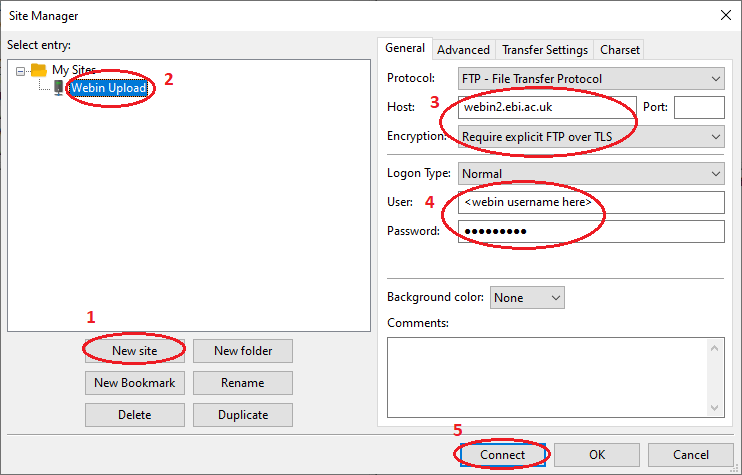 Site Manager
Select entry:
My Sites
Webin Upload
2
1
New site
New folder
New Bookmark
Rename
Delete
Duplicate
General
Advanced
Transfer Settings
Charset
Protocol:
FTP - File Transfer Protocol
Host:
3
webin2.ebi.ac.uk
Port:
Encryption:
Require explicit FTP over TLS
Logon Type:
Normal
User:
4
<webin username here>
Password:
Background color:
None
Comments:
5
Connect
OK
Cancel